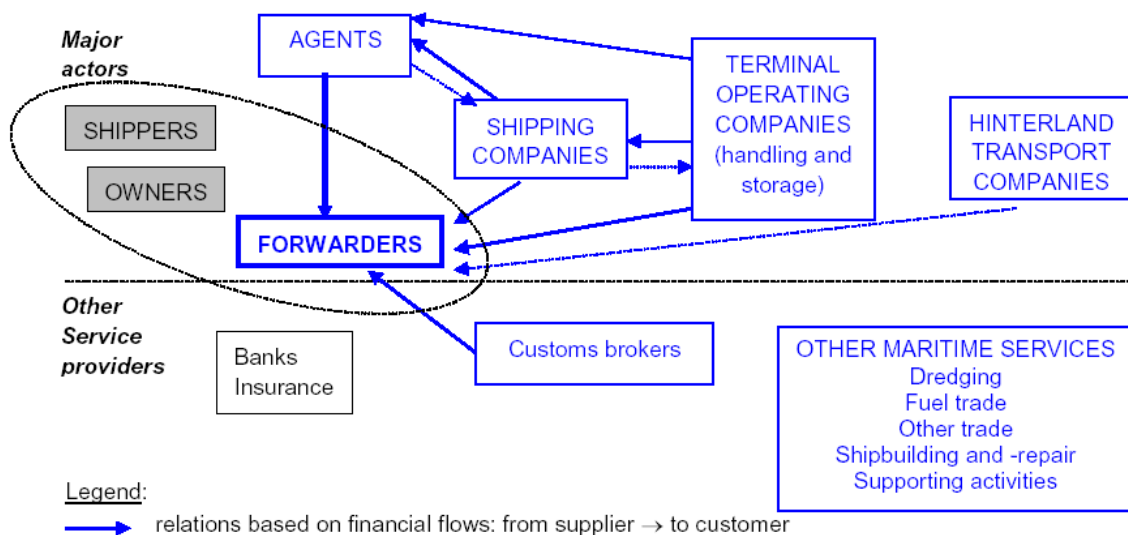 Major
actors
AGENTS
SHIPPERS
OWNERS
FORWARDERS
SHIPPING
COMPANIES
TERMINAL
OPERATING
COMPANIES
(handling and
storage)
HINTERLAND
TRANSPORT
COMPANIES
Other
Service
providers
Banks
Insurance
Customs brokers
OTHER MARITIME SERVICES
Dredging
Fuel trade
Other trade
Shipbuilding and -repair
Supporting activities
Legend:
relations based on financial flows: from supplier → to customer